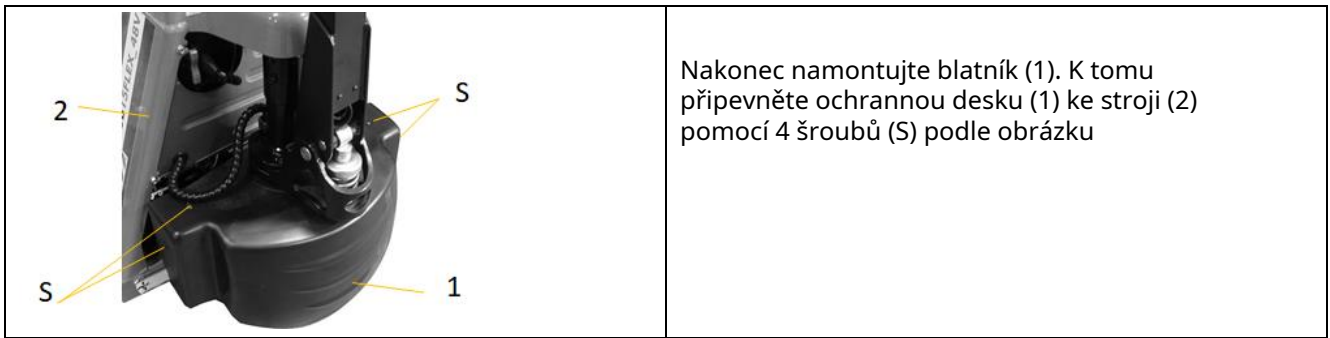 2
S
S
1
Nakonec namontujte blatník (1). K tomu
připevněte ochrannou desku (1) ke stroji (2)
pomocí 4 šroubů (S) podle obrázku